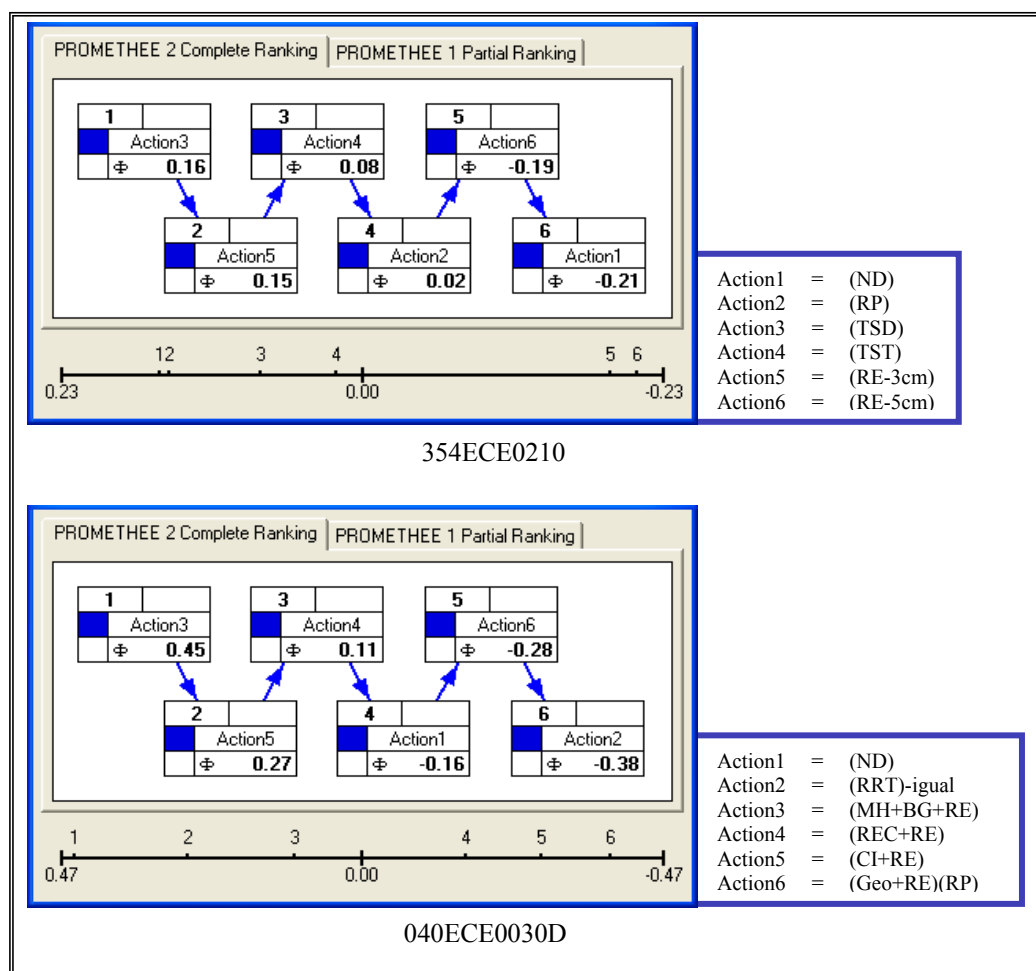 PROMETHEE 2 Complete Ranking PROMETHEE 1 Partial Ranking
1 3 5
Action3 Action4 Action6
Φ 0.16 Φ 0.08 Φ -0.19
2 4 6
Action5 Action2 Action1
Φ 0.15 Φ 0.02 Φ -0.21
12 3 4 5 6
0.23 0.00 -0.23
Action1 = (ND)
Action2 = (RP)
Action3 = (TSD)
Action4 = (TST)
Action5 = (RE-3cm)
Action6 = (RE-5cm)
354ECE0210
PROMETHEE 2 Complete Ranking PROMETHEE 1 Partial Ranking
1 3 5
Action3 Action4 Action6
Φ 0.45 Φ 0.11 Φ -0.28
2 4 6
Action5 Action1 Action2
Φ 0.27 Φ -0.16 Φ -0.38
1 2 3 4 5 6
0.47 0.00 -0.47
Action1 = (ND)
Action2 = (RRT)-igual
Action3 = (MH+BG+RE)
Action4 = (REC+RE)
Action5 = (CI+RE)
Action6 = (Geo+RE)(RP)
040ECE0030D